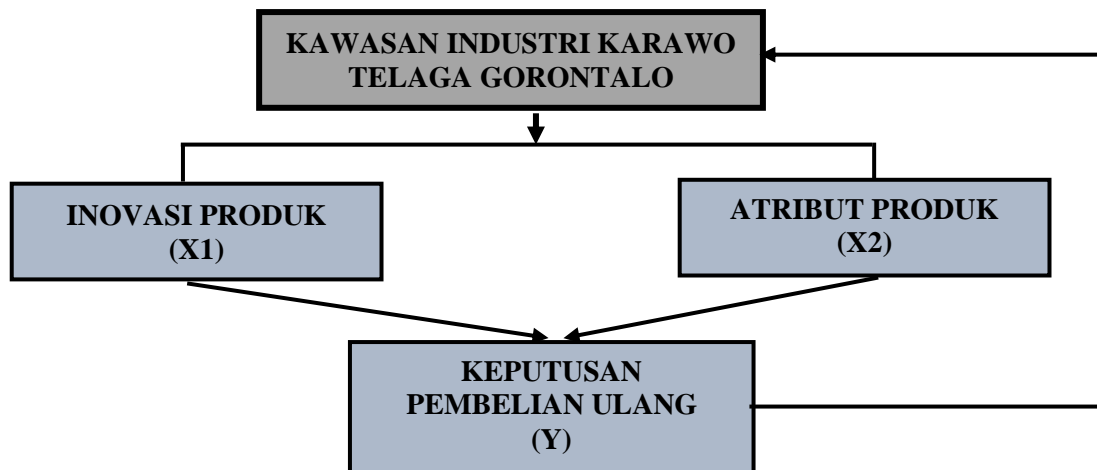 KAWASAN INDUSTRI KARAWO
TELAGA GORONTALO
INOVASI PRODUK
(X1)
ATRIBUT PRODUK
(X2)
KEPUTUSAN
PEMBELIAN ULANG
(Y)